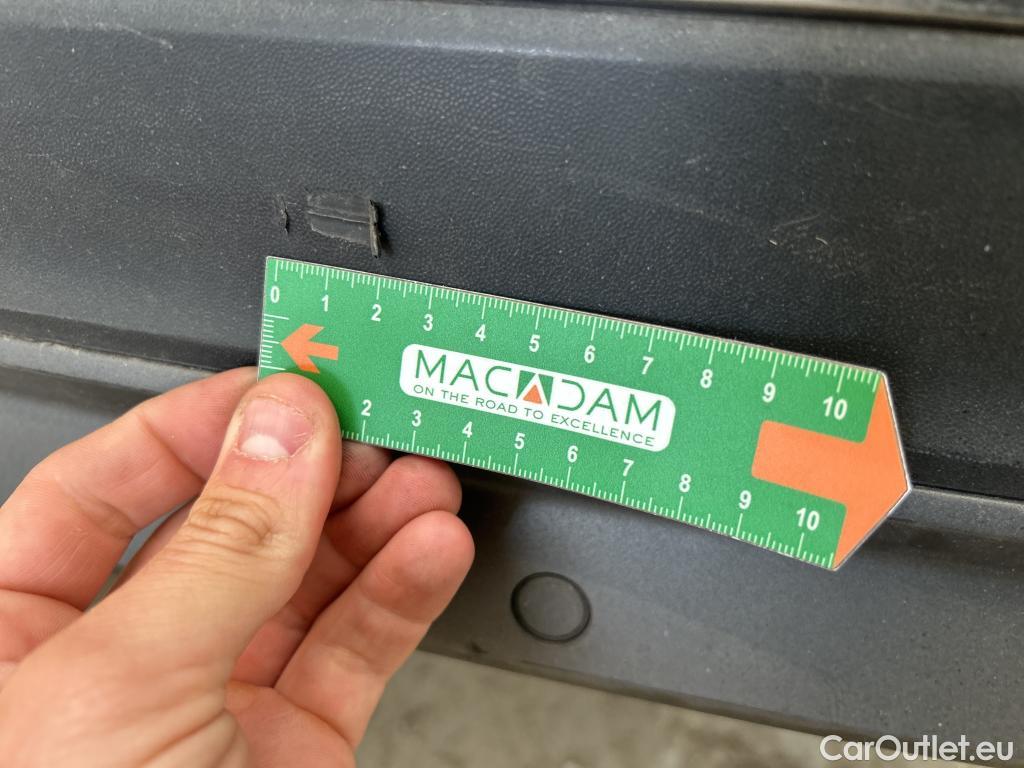 0 1 2 3 4 5 6 7 8 9 10
MACADAM
ON THE ROAD TO EXCELLENCE
2 3 4 5 6 7 8 9 10
CarOutlet.eu